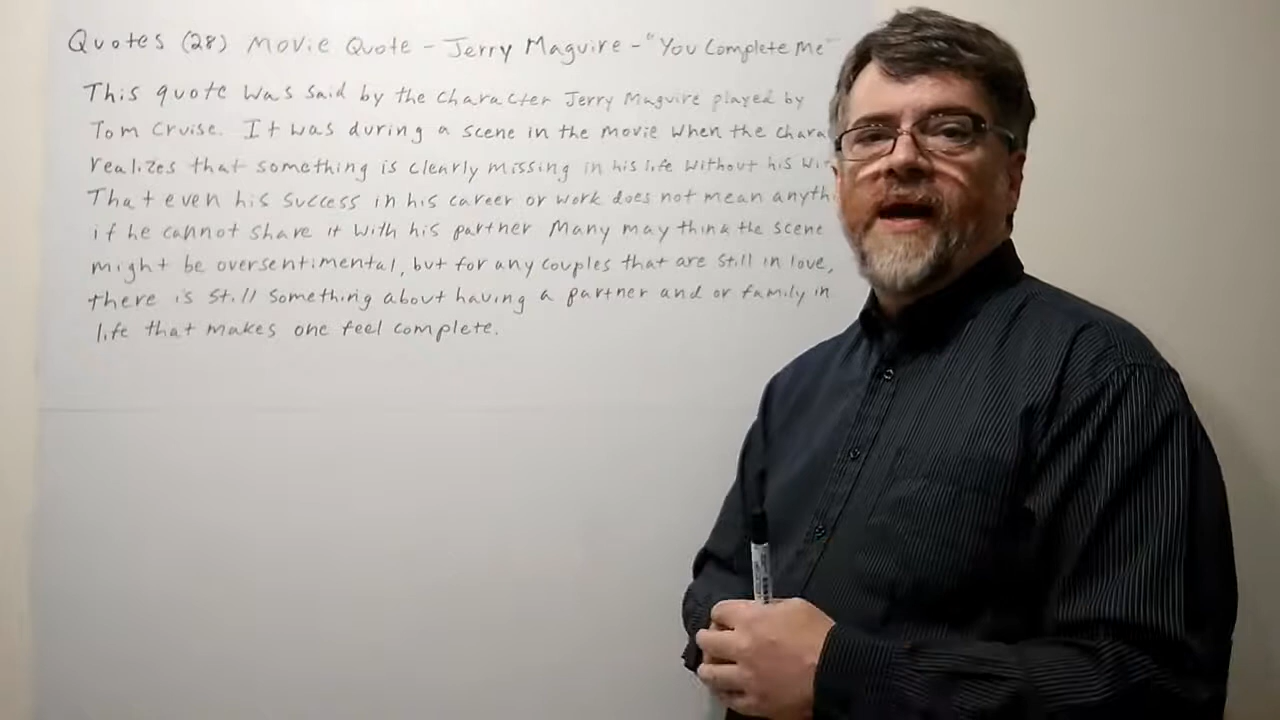 Quotes (28) Movie Quote - Jerry Maguire - "You Complete Me"
This quote was said by the character Jerry Maguire played by
Tom Cruise. It was during a scene in the movie when the chara
realizes that something is clearly missing in his life without his
That even his success in his career or work does not mean anyth
if he cannot share it with his partner Many may think the scene
might be oversentimental, but for any couples that are still in love,
there is still something about having a partner and or family in
life that makes one feel complete.